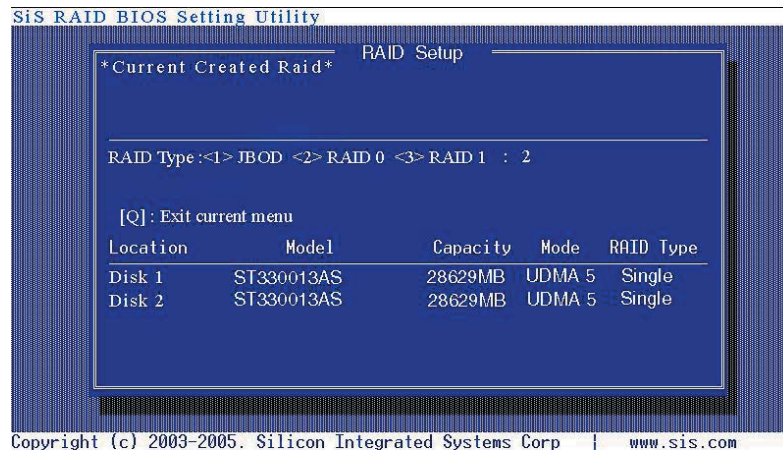 SiS RAID BIOS Setting Utility
RAID Setup
*Current Created Raid*
RAID Type :<1> JBOD <2> RAID 0 <3> RAID 1 : 2
[Q] : Exit current menu
Location Model Capacity Mode RAID Type
Disk 1 ST330013AS 28629MB UDMA 5 Single
Disk 2 ST330013AS 28629MB UDMA 5 Single
Copyright (c) 2003-2005. Silicon Integrated Systems Corp | www.sis.com